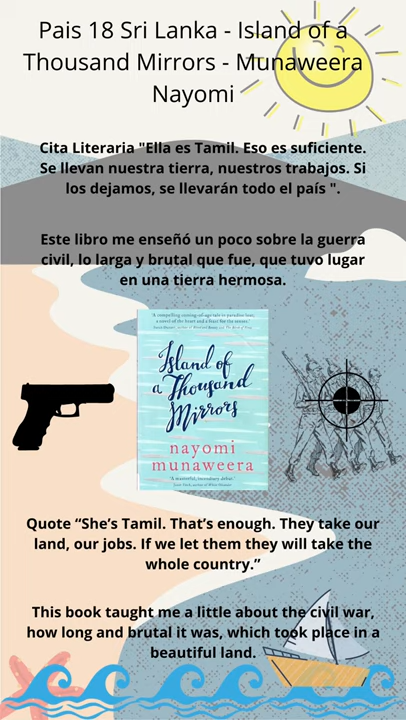 Pais 18 Sri Lanka - Island of a
Thousand Mirrors - Munaweera
Nayomi
Cita Literaria "Ella es Tamil. Eso es suficiente.
Se llevan nuestra tierra, nuestros trabajos. Si
los dejamos, se llevarán todo el país ".
Este libro me enseñó un poco sobre la guerra
civil, lo larga y brutal que fue, que tuvo lugar
en una tierra hermosa.
Island of
a Thousand
Mirrors
nayomi
munaweera
Quote “She’s Tamil. That’s enough. They take our
land, our jobs. If we let them they will take the
whole country.”
This book taught me a little about the civil war,
how long and brutal it was, which took place in a
beautiful land.